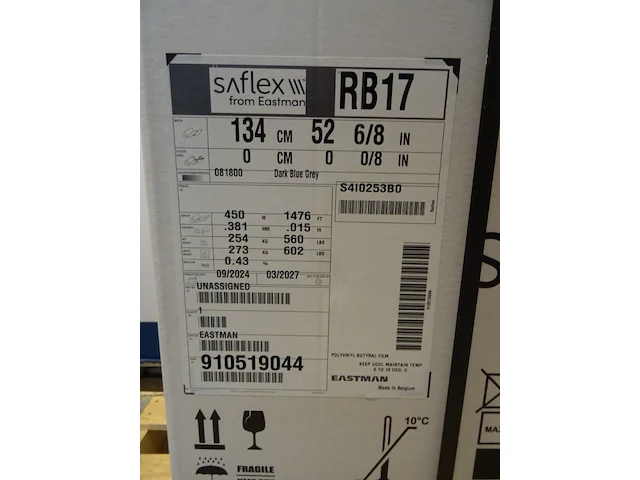 saflex
from Eastman
RB17
134 CM 52 6/8 IN
0 CM 0 0/8 IN
081800 Dark Blue Grey
S4I0253B0
450 M 1476 FT
.381 MM .015 IN
254 KG 560 LBS
273 KG 602 LBS
0.43 %
09/2024 03/2027
UNASSIGNED
1
EASTMAN
910519044
POLYVINYL BUTYRAL FILM
KEEP COOL MAINTAIN TEMP
EASTMAN
Made in Belgium
10°C
FRAGILE
MAX